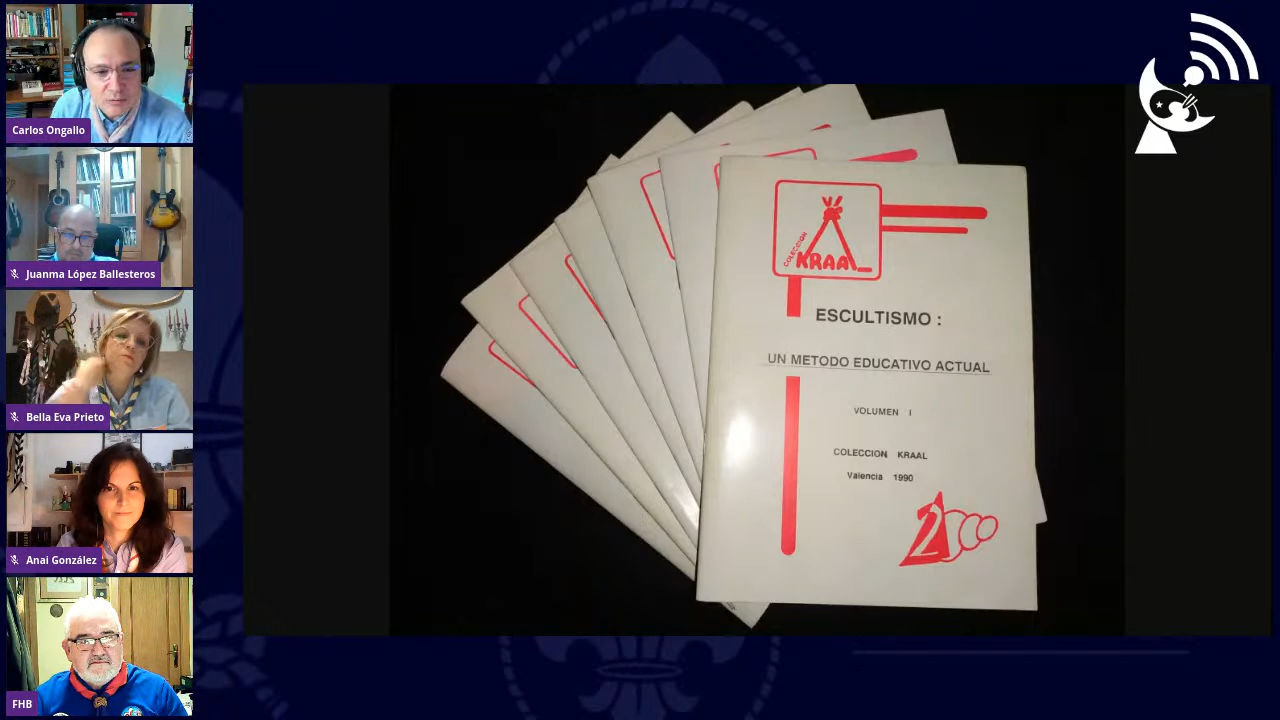 Carlos Ongallo
Juanma López Ballesteros
Bella Eva Prieto
Anai González
FHB
COLECCION
KRAAL
ESCULTISMO :
UN METODO EDUCATIVO ACTUAL
VOLUMEN I
COLECCION KRAAL
Valencia 1990
2000